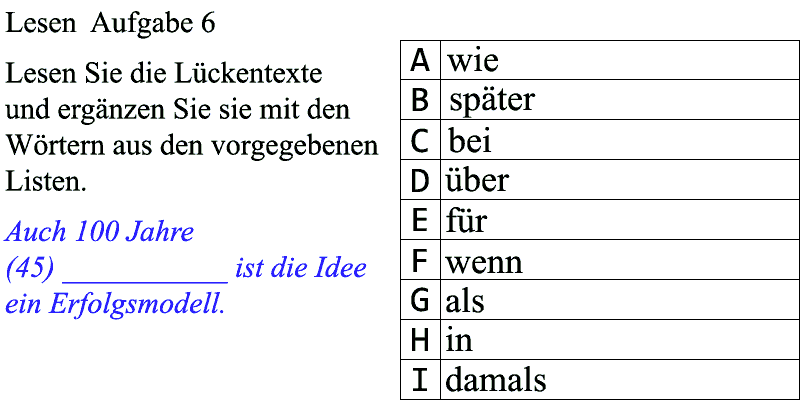 Lesen  Aufgabe 6
Lesen Sie die Lückentexte
und ergänzen Sie sie mit den
Wörtern aus den vorgegebenen
Listen.
Auch 100 Jahre
(45) ___________ ist die Idee
ein Erfolgsmodell.
A wie
B später
C bei
D über
E für
F wenn
G als
H in
I damals